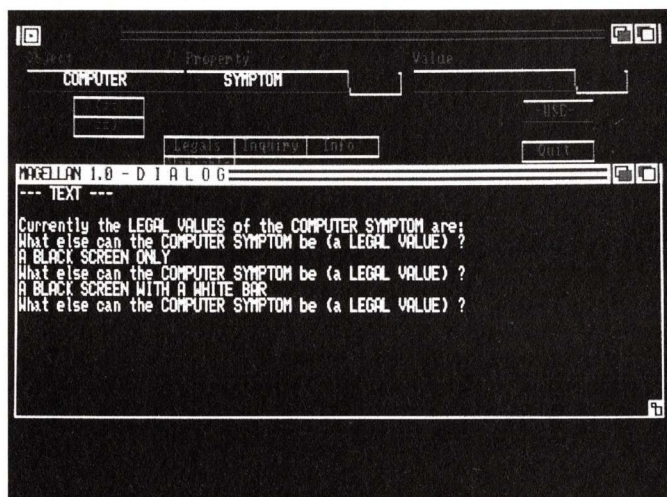 Object Property Value
COMPUTER SYMPTOM
USE
Legals Inquiry Info
Quit
MAGELLAN 1.0 - D I A L O G
--- TEXT ---
Currently the LEGAL VALUES of the COMPUTER SYMPTOM are:
What else can the COMPUTER SYMPTOM be (a LEGAL VALUE) ?
A BLACK SCREEN ONLY
What else can the COMPUTER SYMPTOM be (a LEGAL VALUE) ?
A BLACK SCREEN WITH A WHITE BAR
What else can the COMPUTER SYMPTOM be (a LEGAL VALUE) ?